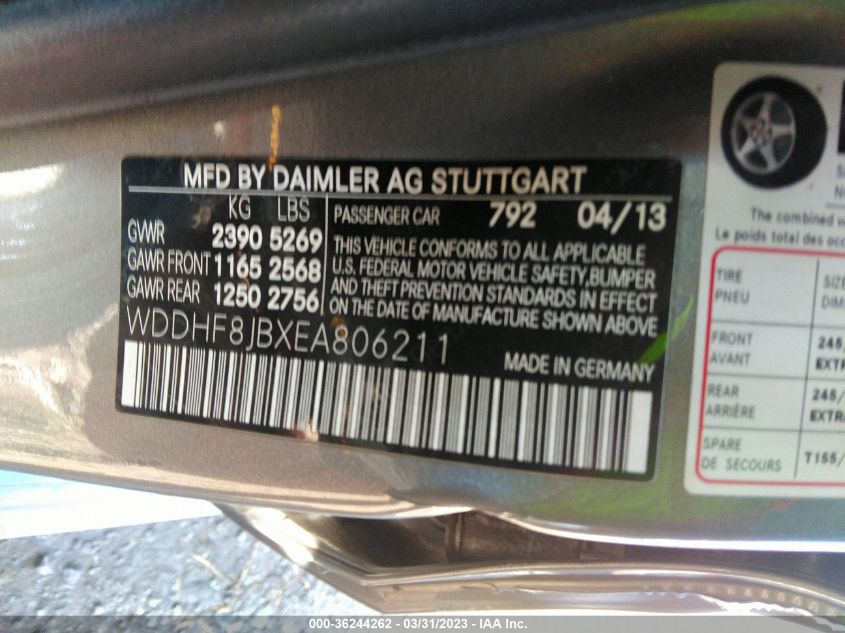 MFD BY DAIMLER AG STUTTGART
KG LBS
GVWR 2390 5269
GAWR FRONT 1165 2568
GAWR REAR 1250 2756
PASSENGER CAR 792 04/13
THIS VEHICLE CONFORMS TO ALL APPLICABLE
U.S. FEDERAL MOTOR VEHICLE SAFETY,BUMPER
AND THEFT PREVENTION STANDARDS IN EFFECT
ON THE DATE OF MANUFACTURE SHOWN ABOVE
WDDHF8JBXEA806211
MADE IN GERMANY
The combined
Le poids total des
TIRE
PNEU
FRONT 245/
AVANT
REAR 245/
ARRIÈRE
SPARE T155/
DE SECOURS
000-36244262 - 03/31/2023 - IAA Inc.